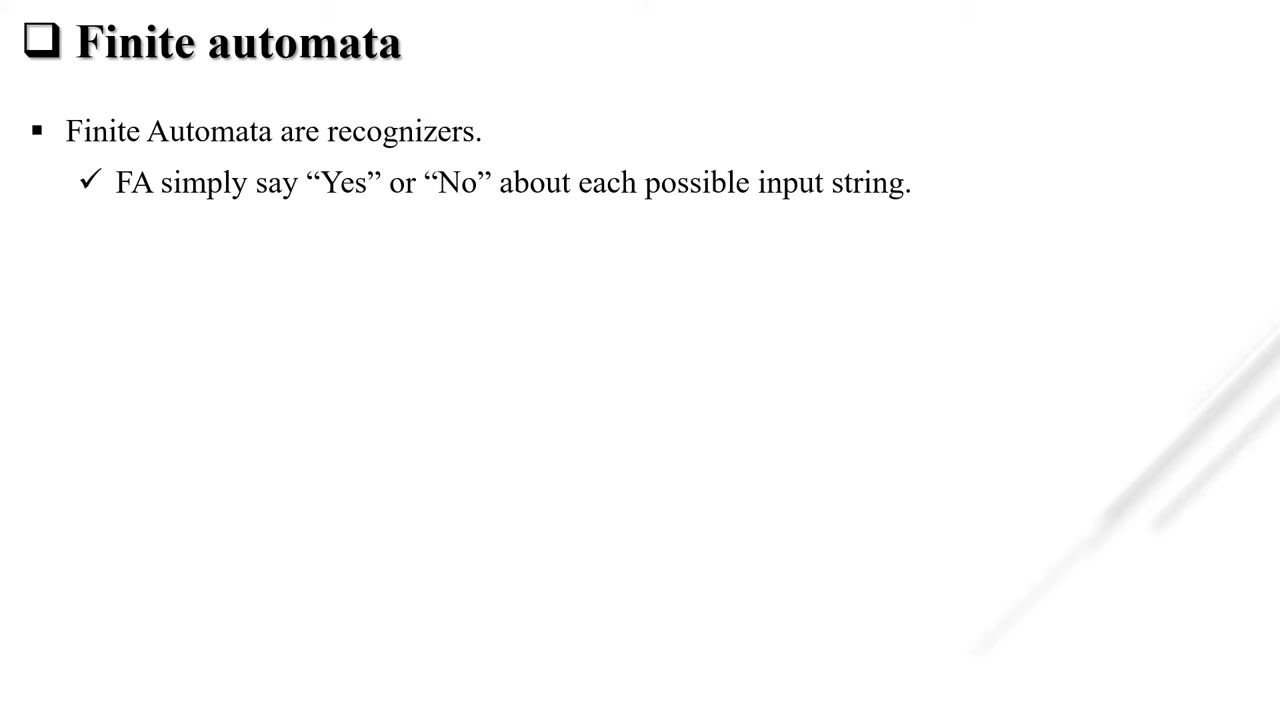 Finite automata
Finite Automata are recognizers.
FA simply say “Yes” or “No” about each possible input string.